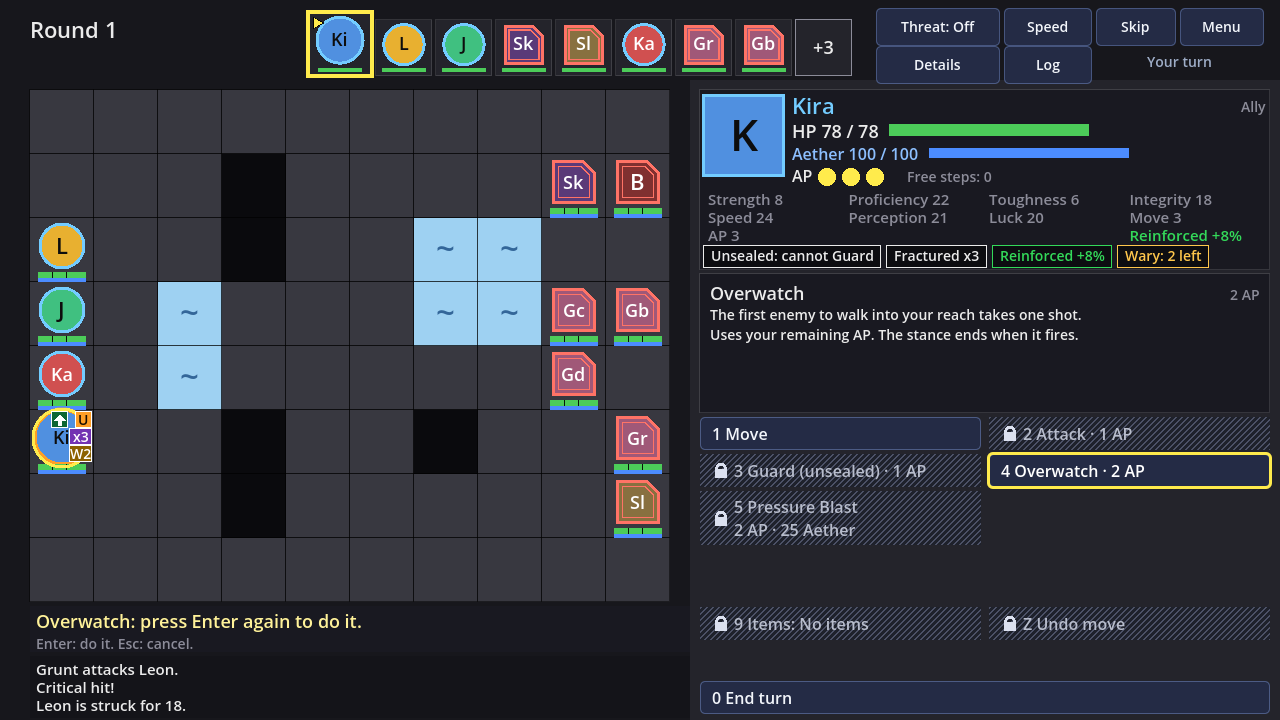 Round 1
Ki
L
J
Sk
Sl
Ka
Gr
Gb
+3
Threat: Off
Speed
Skip
Menu
Details
Log
Your turn
Sk
B
L
~
~
J
~
~
~
Gc
Gb
Ka
~
Gd
Ki
U
x3
W2
Gr
Sl
K
Kira
Ally
HP 78 / 78
Aether 100 / 100
AP
Free steps: 0
Strength 8
Proficiency 22
Toughness 6
Integrity 18
Speed 24
Perception 21
Luck 20
Move 3
AP 3
Reinforced +8%
Unsealed: cannot Guard
Fractured x3
Reinforced +8%
Wary: 2 left
Overwatch
2 AP
The first enemy to walk into your reach takes one shot.
Uses your remaining AP. The stance ends when it fires.
1 Move
2 Attack · 1 AP
3 Guard (unsealed) · 1 AP
4 Overwatch · 2 AP
5 Pressure Blast
2 AP · 25 Aether
9 Items: No items
Z Undo move
0 End turn
Overwatch: press Enter again to do it.
Enter: do it. Esc: cancel.
Grunt attacks Leon.
Critical hit!
Leon is struck for 18.